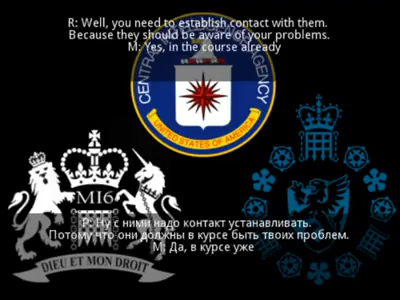 R: Well, you need to establish contact with them.
Because they should be aware of your problems.
M: Yes, in the course already
CENTRAL INTELLIGENCE AGENCY
UNITED STATES OF AMERICA
MI6
Р: Ну с ними надо контакт устанавливать.
Потому что они должны в курсе быть твоих проблем.
М: Да, в курсе уже
DIEU ET MON DROIT